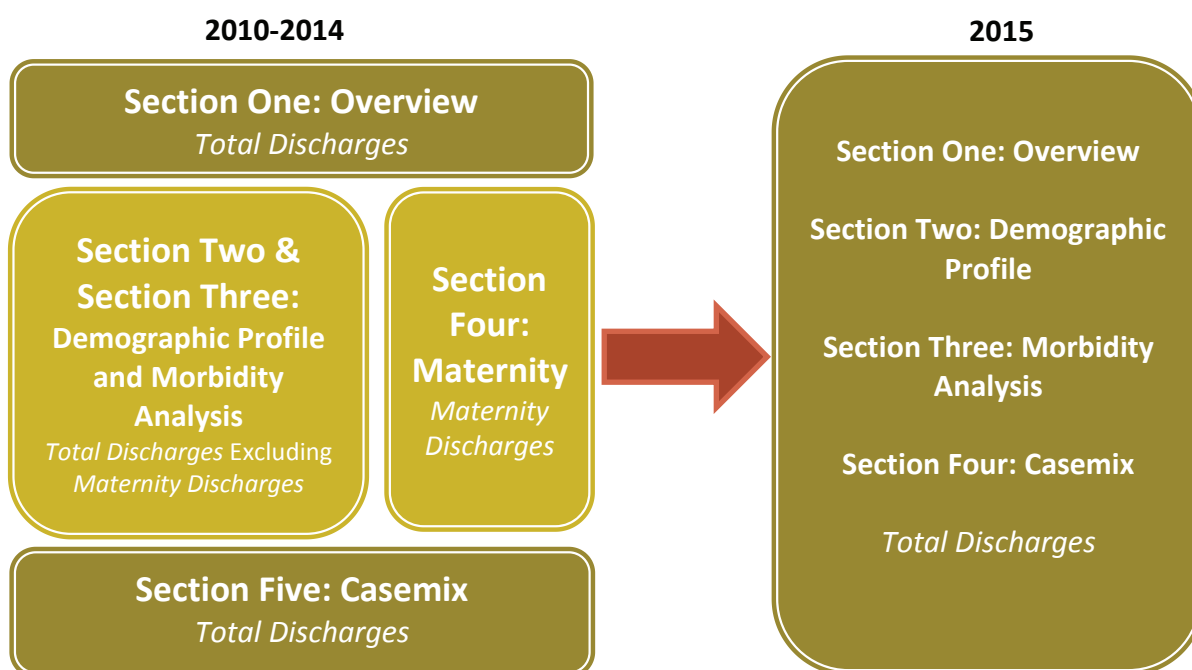 2010-2014
Section One: Overview
Total Discharges
Section Two &
Section Three:
Demographic Profile
and Morbidity
Analysis
Total Discharges Excluding
Maternity Discharges
Section
Four:
Maternity
Maternity
Discharges
Section Five: Casemix
Total Discharges
2015
Section One: Overview
Section Two: Demographic
Profile
Section Three: Morbidity
Analysis
Section Four: Casemix
Total Discharges